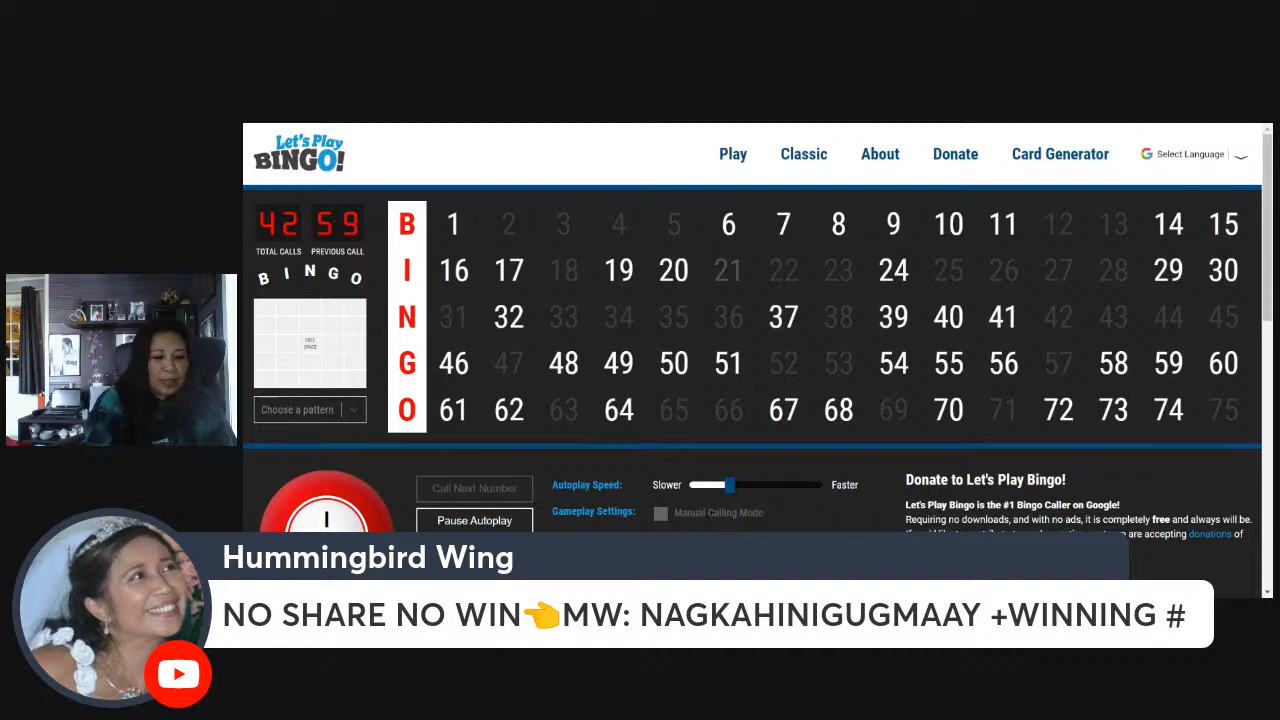 Let's Play
BINGO!
Play Classic About Donate Card Generator Select Language
42 59
TOTAL CALLS PREVIOUS CALL
B I N G O
FREE
SPACE
Choose a pattern
B 1 2 3 4 5 6 7 8 9 10 11 12 13 14 15
I 16 17 18 19 20 21 22 23 24 25 26 27 28 29 30
N 31 32 33 34 35 36 37 38 39 40 41 42 43 44 45
G 46 47 48 49 50 51 52 53 54 55 56 57 58 59 60
O 61 62 63 64 65 66 67 68 69 70 71 72 73 74 75
I
Call Next Number
Pause Autoplay
Autoplay Speed: Slower Faster
Gameplay Settings: Manual Calling Mode
Donate to Let's Play Bingo!
Let's Play Bingo is the #1 Bingo Caller on Google!
Requiring no downloads, and with no ads, it is completely free and always will be.
are accepting donations of
Hummingbird Wing
NO SHARE NO WIN👈MW: NAGKAHINIGUGMAAY +WINNING #